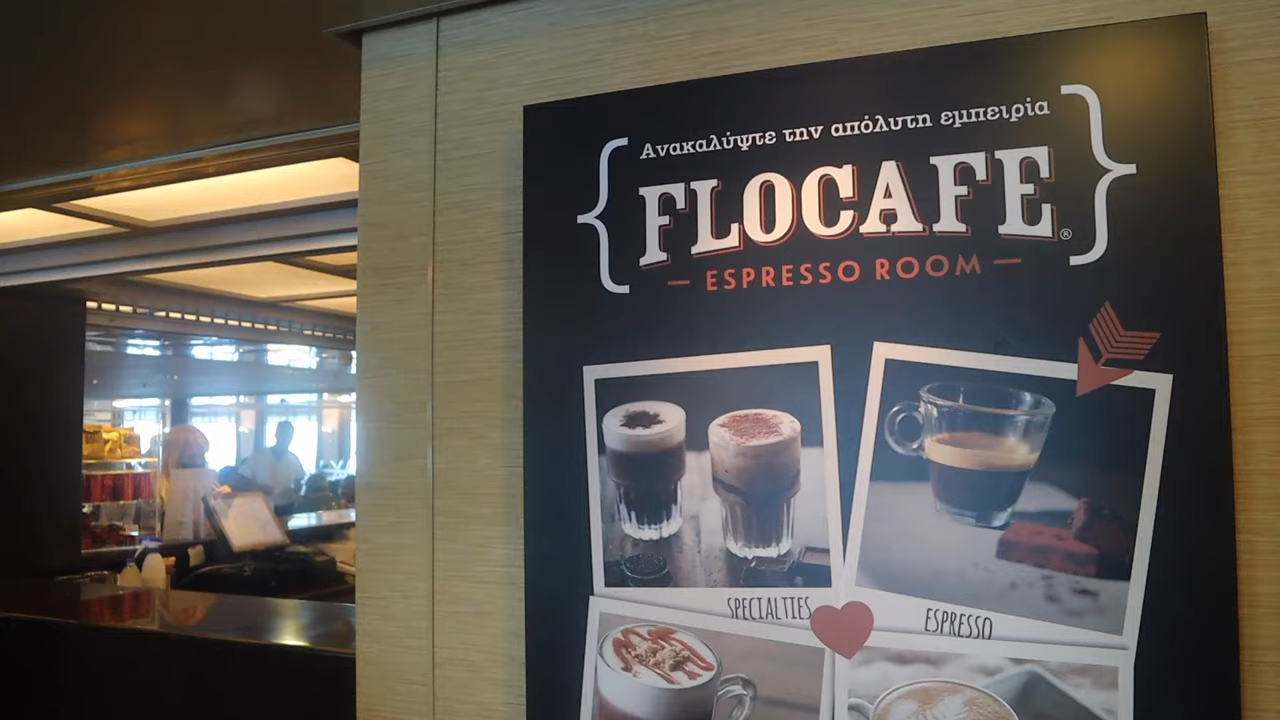 Ανακαλύψτε την απόλυτη εμπειρία
FLOCAFE®
— ESPRESSO ROOM —
SPECIALTIES
ESPRESSO